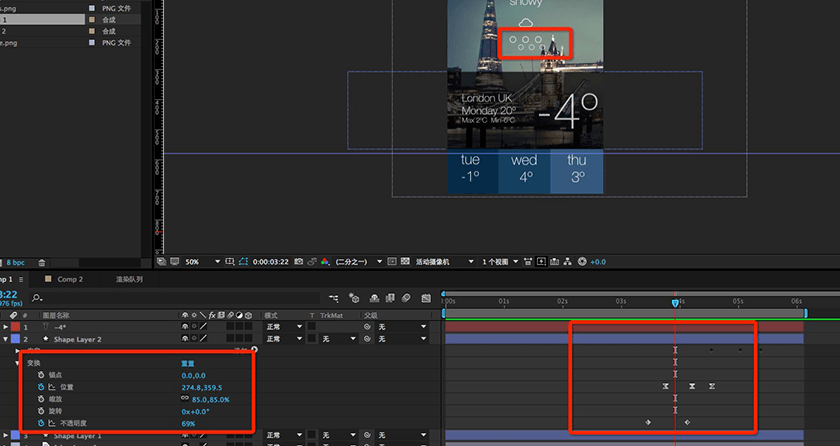 .png
PNG 文件
1
合成
2
合成
e.png
PNG 文件
snowy
London UK
Monday 20°
Max 2°C Min-6°C
-4°
tue
wed
thu
-1°
4°
3°
8 bpc
50%
0:00:03:22
(二分之一)
活动摄像机
1 个视图
+0.0
mp 1
Comp 2
渲染队列
3:22
976 fps)
:00s
01s
02s
03s
04s
05s
06s
#
图层名称
模式
T TrkMat
父级
1
-4°
正常
无
2
Shape Layer 2
正常
无
无
变换
重置
锚点
0.0,0.0
位置
274.8,359.5
缩放
85.0,85.0%
旋转
0x+0.0°
不透明度
69%
3
Shape Layer 1
正常
无
无